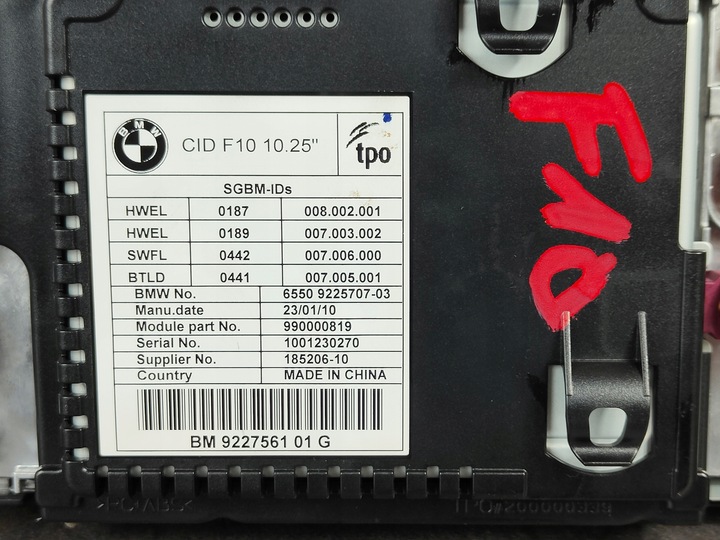 BMW
CID F10 10.25"
tpo
SGBM-IDs
HWEL 0187 008.002.001
HWEL 0189 007.003.002
SWFL 0442 007.006.000
BTLD 0441 007.005.001
BMW No. 6550 9225707-03
Manu.date 23/01/10
Module part No. 990000819
Serial No. 1001230270
Supplier No. 185206-10
Country MADE IN CHINA
BM 9227561 01 G
F10